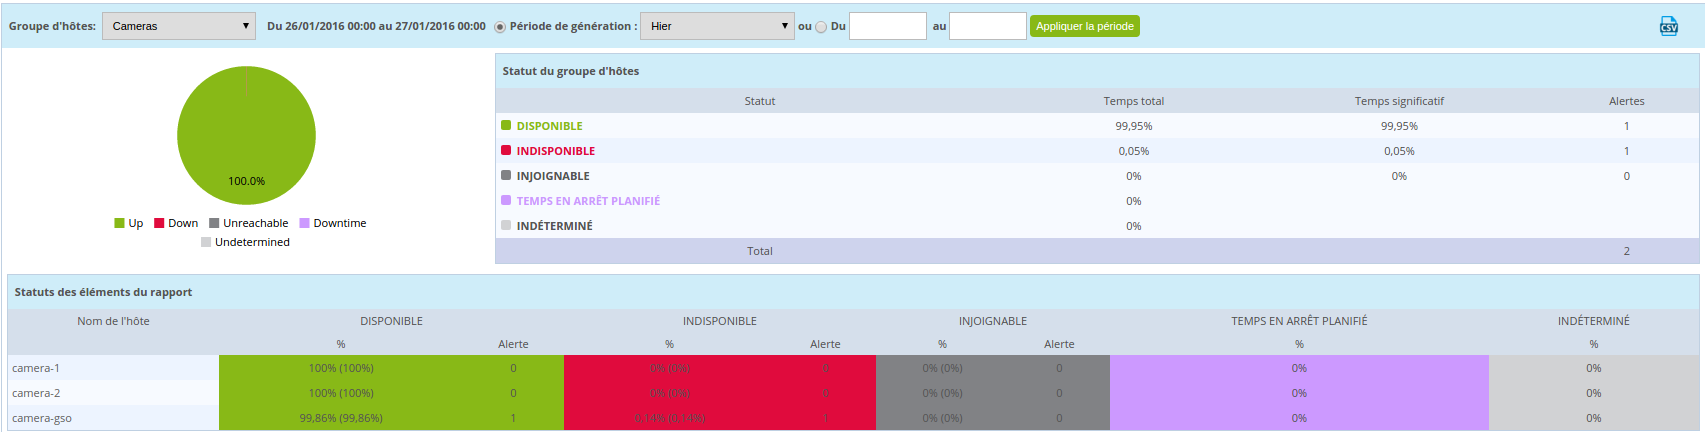 Groupe d'hôtes: Cameras Du 26/01/2016 00:00 au 27/01/2016 00:00 Période de génération : Hier ou Du au Appliquer la période CSV
100.0%
Up Down Unreachable Downtime
Undetermined
Statut du groupe d'hôtes
Statut Temps total Temps significatif Alertes
DISPONIBLE 99,95% 99,95% 1
INDISPONIBLE 0,05% 0,05% 1
INJOIGNABLE 0% 0% 0
TEMPS EN ARRÊT PLANIFIÉ 0%
INDÉTERMINÉ 0%
Total 2
Statuts des éléments du rapport
Nom de l'hôte DISPONIBLE INDISPONIBLE INJOIGNABLE TEMPS EN ARRÊT PLANIFIÉ INDÉTERMINÉ
% Alerte % Alerte % Alerte % %
camera-1 100% (100%) 0 0% (0%) 0 0% (0%) 0 0% 0%
camera-2 100% (100%) 0 0% (0%) 0 0% (0%) 0 0% 0%
camera-gso 99,86% (99,86%) 1 0,14% (0,14%) 1 0% (0%) 0 0% 0%